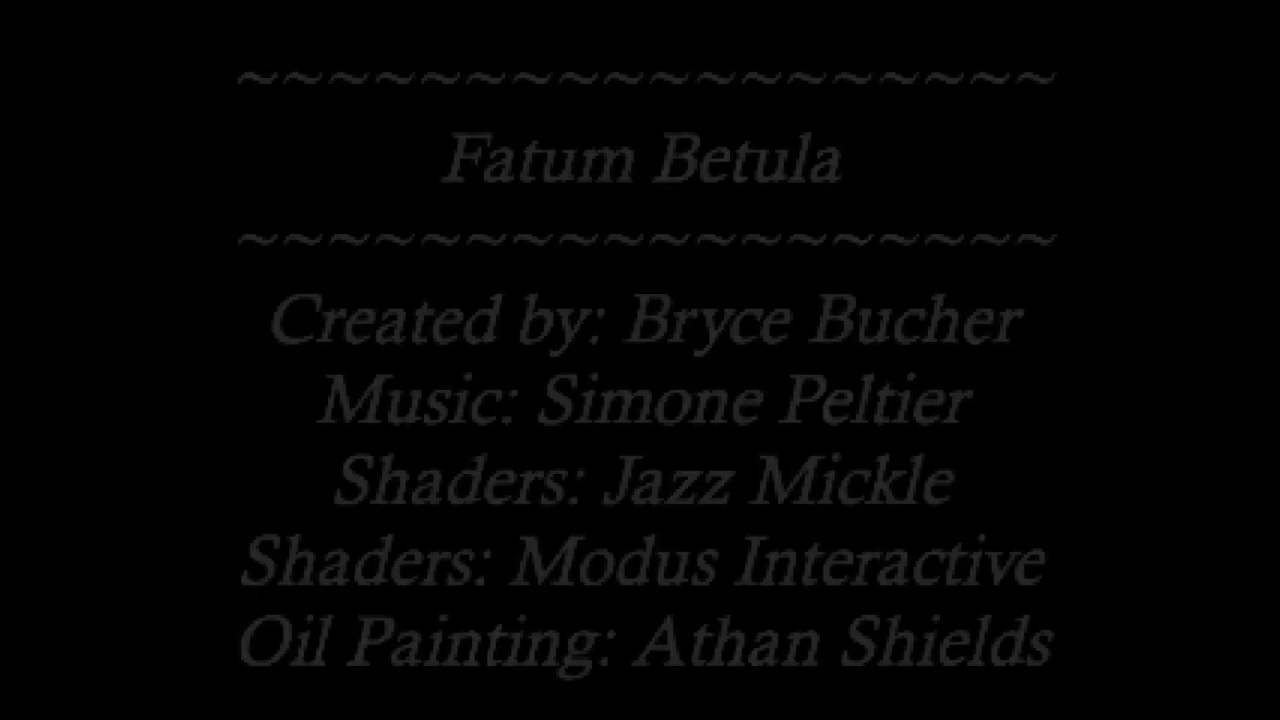 ~~~~~~~~~~~~~~~~~~
Fatum Betula
~~~~~~~~~~~~~~~~~~
Created by: Bryce Bucher
Music: Simone Peltier
Shaders: Jazz Mickle
Shaders: Modus Interactive
Oil Painting: Athan Shields